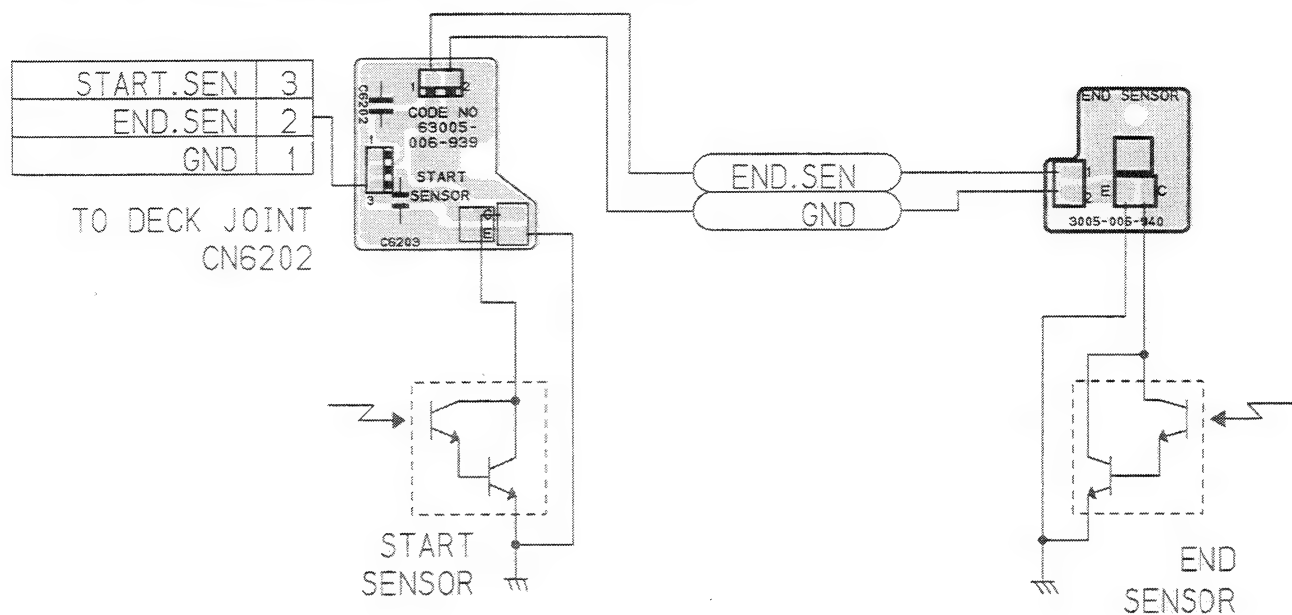 START.SEN 3
END.SEN 2
GND 1
TO DECK JOINT
CN6202
1 2
C6202
CODE NO
63005-
006-939
1
START
SENSOR
3
C6203
C
E
END.SEN
GND
END SENSOR
1
2
E C
3005-006-940
START
SENSOR
END
SENSOR